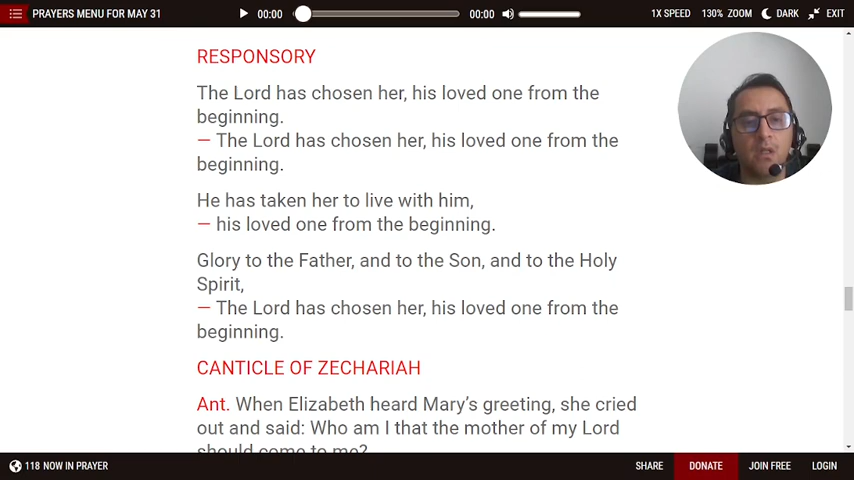 PRAYERS MENU FOR MAY 31 00:00 00:00 1X SPEED 130% ZOOM DARK EXIT
RESPONSORY
The Lord has chosen her, his loved one from the
beginning.
— The Lord has chosen her, his loved one from the
beginning.
He has taken her to live with him,
— his loved one from the beginning.
Glory to the Father, and to the Son, and to the Holy
Spirit,
— The Lord has chosen her, his loved one from the
beginning.
CANTICLE OF ZECHARIAH
Ant. When Elizabeth heard Mary’s greeting, she cried
out and said: Who am I that the mother of my Lord
should come to me?
118 NOW IN PRAYER SHARE DONATE JOIN FREE LOGIN